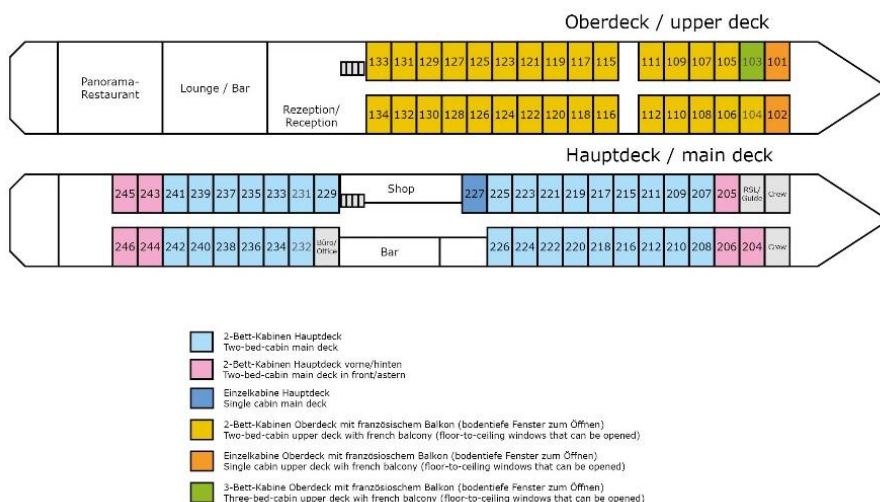 Oberdeck / upper deck
133 131 129 127 125 123 121 119 117 115 111 109 107 105 103 101
Panorama-
Restaurant
Lounge / Bar
Rezeption/
Reception
134 132 130 128 126 124 122 120 118 116 112 110 108 106 104 102
Hauptdeck / main deck
245 243 241 239 237 235 233 231 229 Shop 227 225 223 221 219 217 215 211 209 207 205 RSL/ Crew
Guide
246 244 242 240 238 236 234 232 Büro/ Bar 226 224 222 220 218 216 212 210 208 206 204 Crew
Office
2-Bett-Kabinen Hauptdeck
Two-bed-cabin main deck
2-Bett-Kabinen Hauptdeck vorne/hinten
Two-bed-cabin main deck in front/astern
Einzelkabine Hauptdeck
Single cabin main deck
2-Bett-Kabinen Oberdeck mit französischem Balkon (bodentiefe Fenster zum Öffnen)
Two-bed-cabin upper deck with french balcony (floor-to-ceiling windows that can be opened)
Einzelkabine Oberdeck mit französischem Balkon (bodentiefe Fenster zum Öffnen)
Single cabin upper deck wih french balcony (floor-to-ceiling windows that can be opened)
3-Bett-Kabine Oberdeck mit französischem Balkon (bodentiefe Fenster zum Öffnen)
Three-bed-cabin upper deck wih french balcony (floor-to-ceiling windows that can be opened)